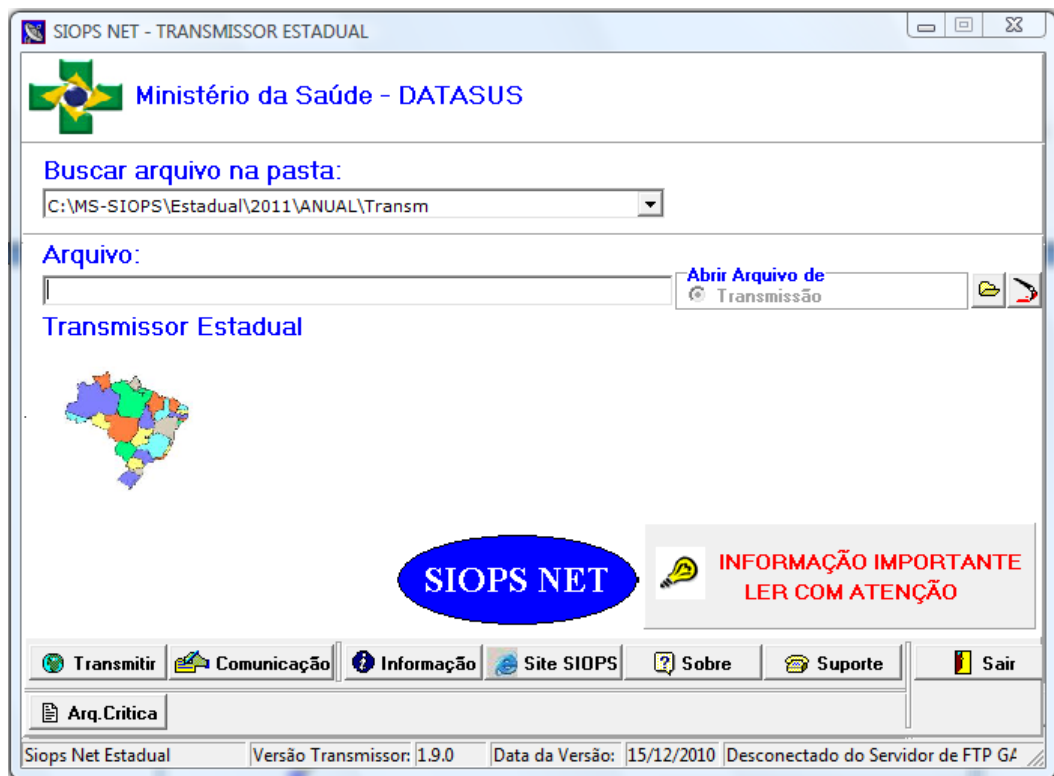 SIOPS NET - TRANSMISSOR ESTADUAL
Ministério da Saúde - DATASUS
Buscar arquivo na pasta:
C:\MS-SIOPS\Estadual\2011\ANUAL\Transm
Arquivo:
Abrir Arquivo de
Transmissão
Transmissor Estadual
SIOPS NET
INFORMAÇÃO IMPORTANTE
LER COM ATENÇÃO
Transmitir Comunicação Informação Site SIOPS Sobre Suporte Sair
Arq.Critica
Siops Net Estadual Versão Transmissor: 1.9.0 Data da Versão: 15/12/2010 Desconectado do Servidor de FTP